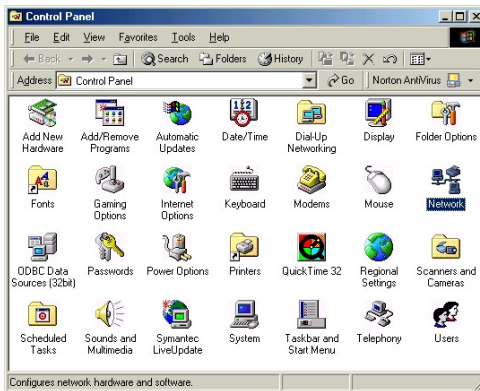 Control Panel
File Edit View Favorites Tools Help
Back Search Folders History
Address Control Panel Go Norton AntiVirus
Add New Hardware
Add/Remove Programs
Automatic Updates
Date/Time
Dial-Up Networking
Display
Folder Options
Fonts
Gaming Options
Internet Options
Keyboard
Modems
Mouse
Network
ODBC Data Sources (32bit)
Passwords
Power Options
Printers
QuickTime 32
Regional Settings
Scanners and Cameras
Scheduled Tasks
Sounds and Multimedia
Symantec LiveUpdate
System
Taskbar and Start Menu
Telephony
Users
Configures network hardware and software.